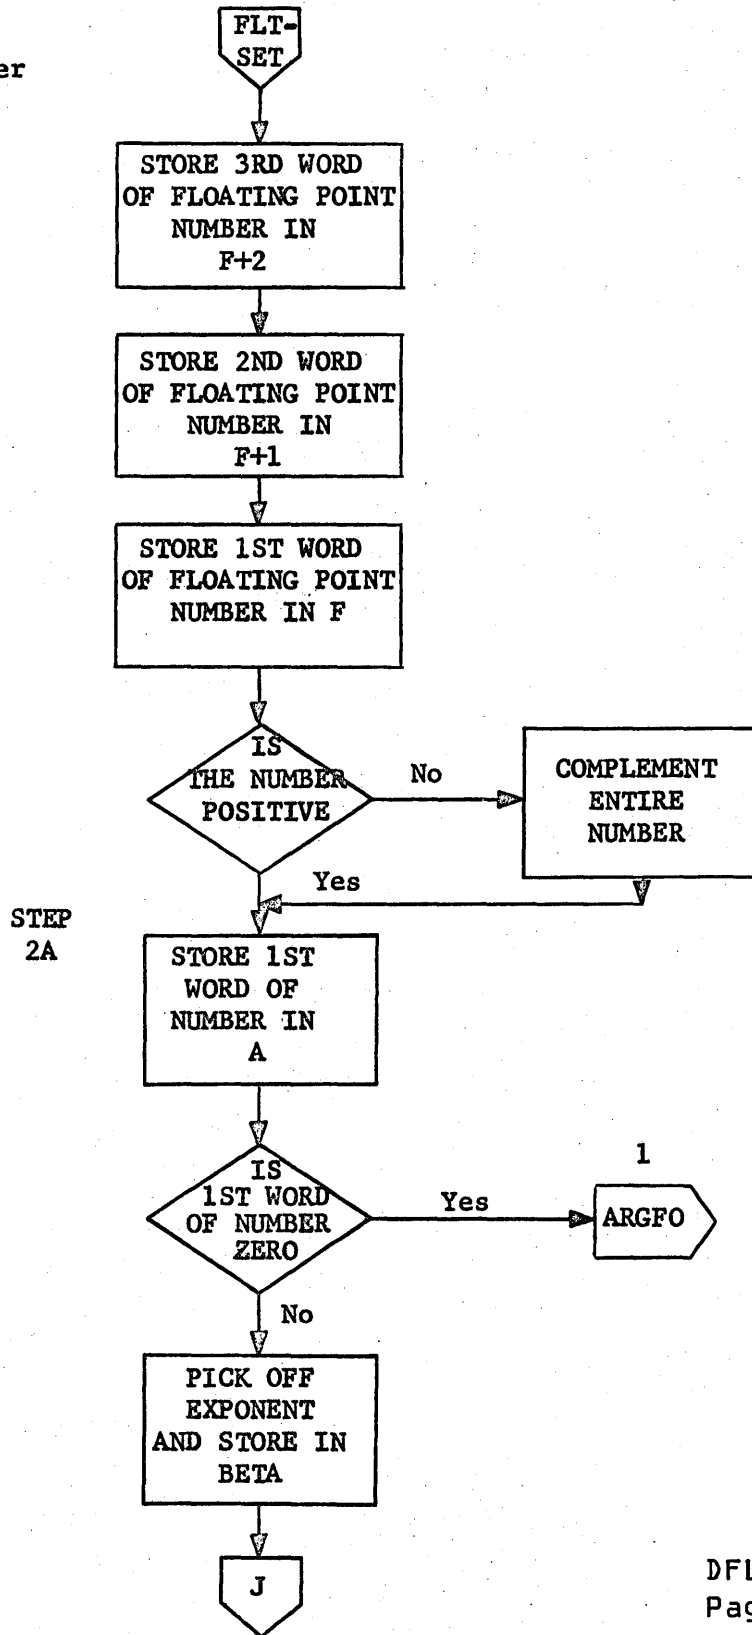 FLT-
SET
er
STORE 3RD WORD
OF FLOATING POINT
NUMBER IN
F+2
STORE 2ND WORD
OF FLOATING POINT
NUMBER IN
F+1
STORE 1ST WORD
OF FLOATING POINT
NUMBER IN F
IS
THE NUMBER
POSITIVE
No
COMPLEMENT
ENTIRE
NUMBER
Yes
STEP
2A
STORE 1ST
WORD OF
NUMBER IN
A
IS
1ST WORD
OF NUMBER
ZERO
Yes
1
ARGFO
No
PICK OFF
EXPONENT
AND STORE IN
BETA
J
DFL
Pag